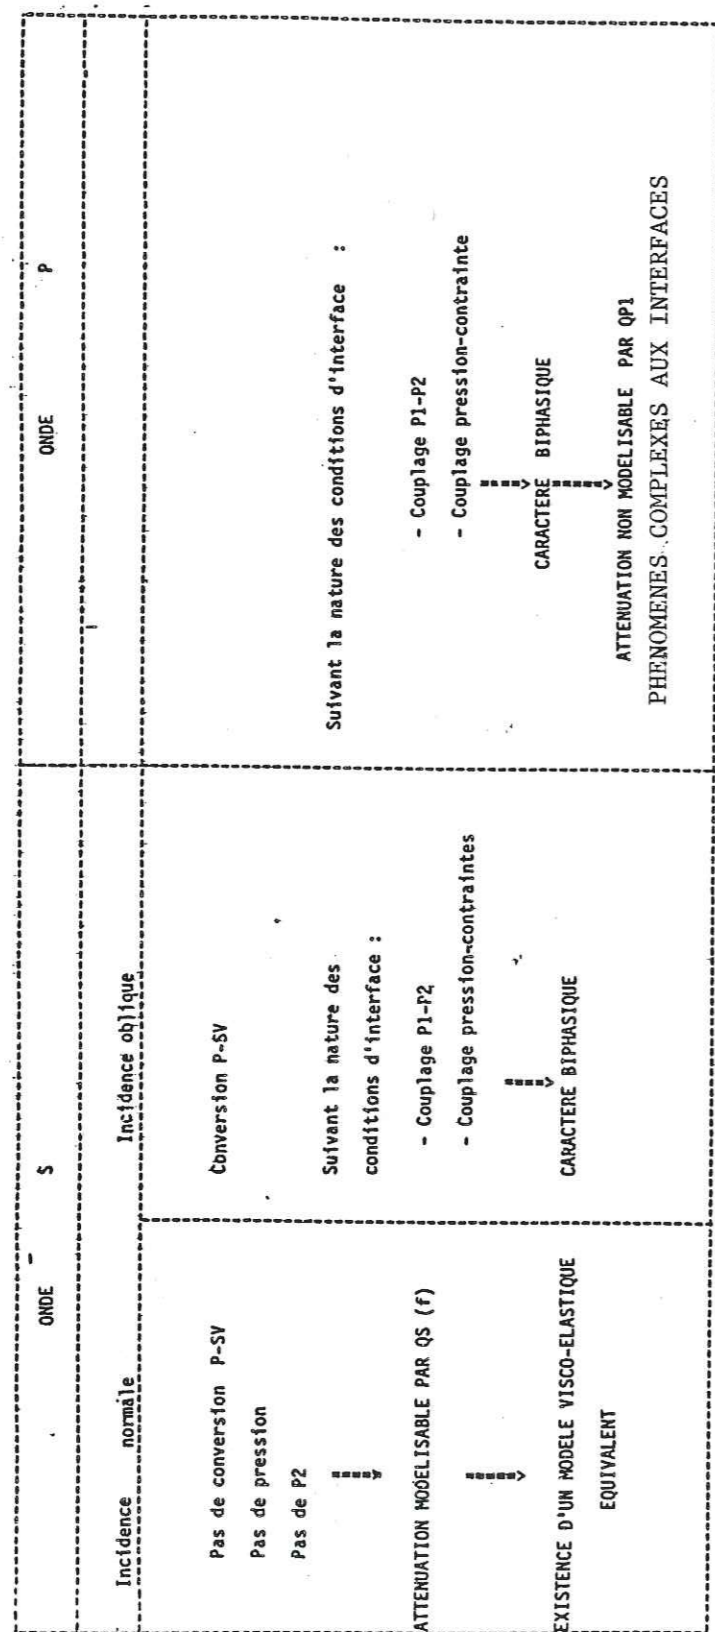 ONDE S
ONDE P
Incidence normale
Incidence oblique
Pas de conversion P-SV
Pas de pression
Pas de P2
ATTENUATION MODELISABLE PAR QS (f)
EXISTENCE D'UN MODELE VISCO-ELASTIQUE
EQUIVALENT
Conversion P-SV
Suivant la nature des
conditions d'interface :
- Couplage P1-P2
- Couplage pression-contraintes
CARACTERE BIPHASIQUE
Suivant la nature des conditions d'interface :
- Couplage P1-P2
- Couplage pression-contrainte
CARACTERE BIPHASIQUE
ATTENUATION NON MODELISABLE PAR QP1
PHENOMENES COMPLEXES AUX INTERFACES